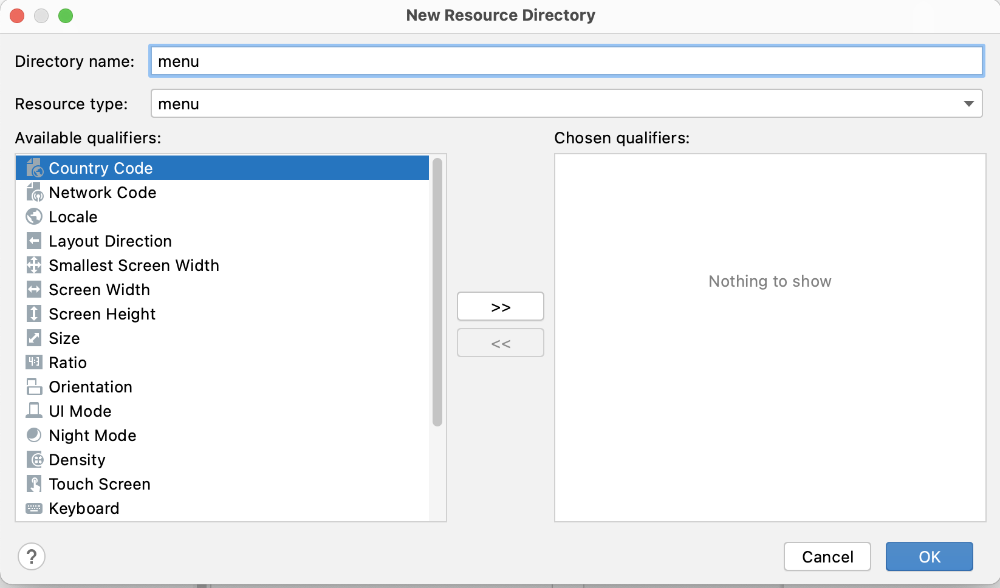 New Resource Directory
Directory name: menu
Resource type: menu
Available qualifiers:
Chosen qualifiers:
Country Code
Network Code
Locale
Layout Direction
Smallest Screen Width
Screen Width
Screen Height
Size
4:3 Ratio
Orientation
UI Mode
Night Mode
Density
Touch Screen
Keyboard
>>
<<
Nothing to show
?
Cancel
OK